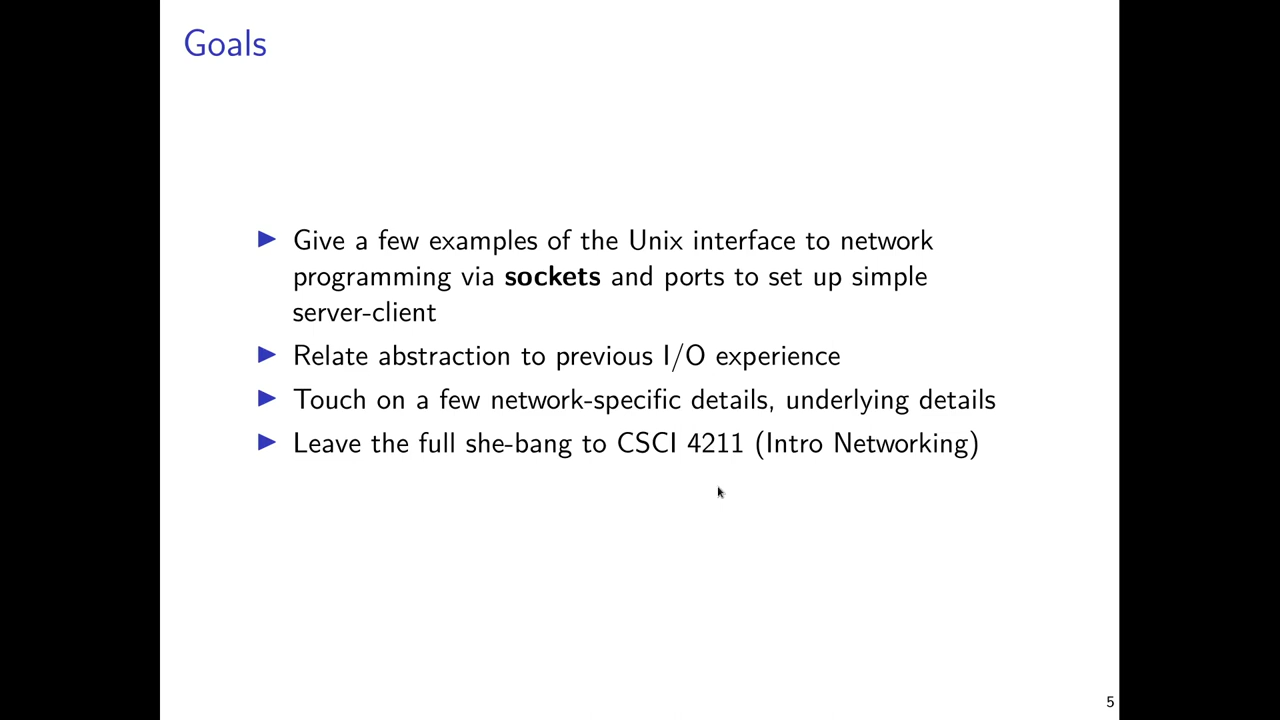 Goals
Give a few examples of the Unix interface to network
programming via sockets and ports to set up simple
server-client
Relate abstraction to previous I/O experience
Touch on a few network-specific details, underlying details
Leave the full she-bang to CSCI 4211 (Intro Networking)
5